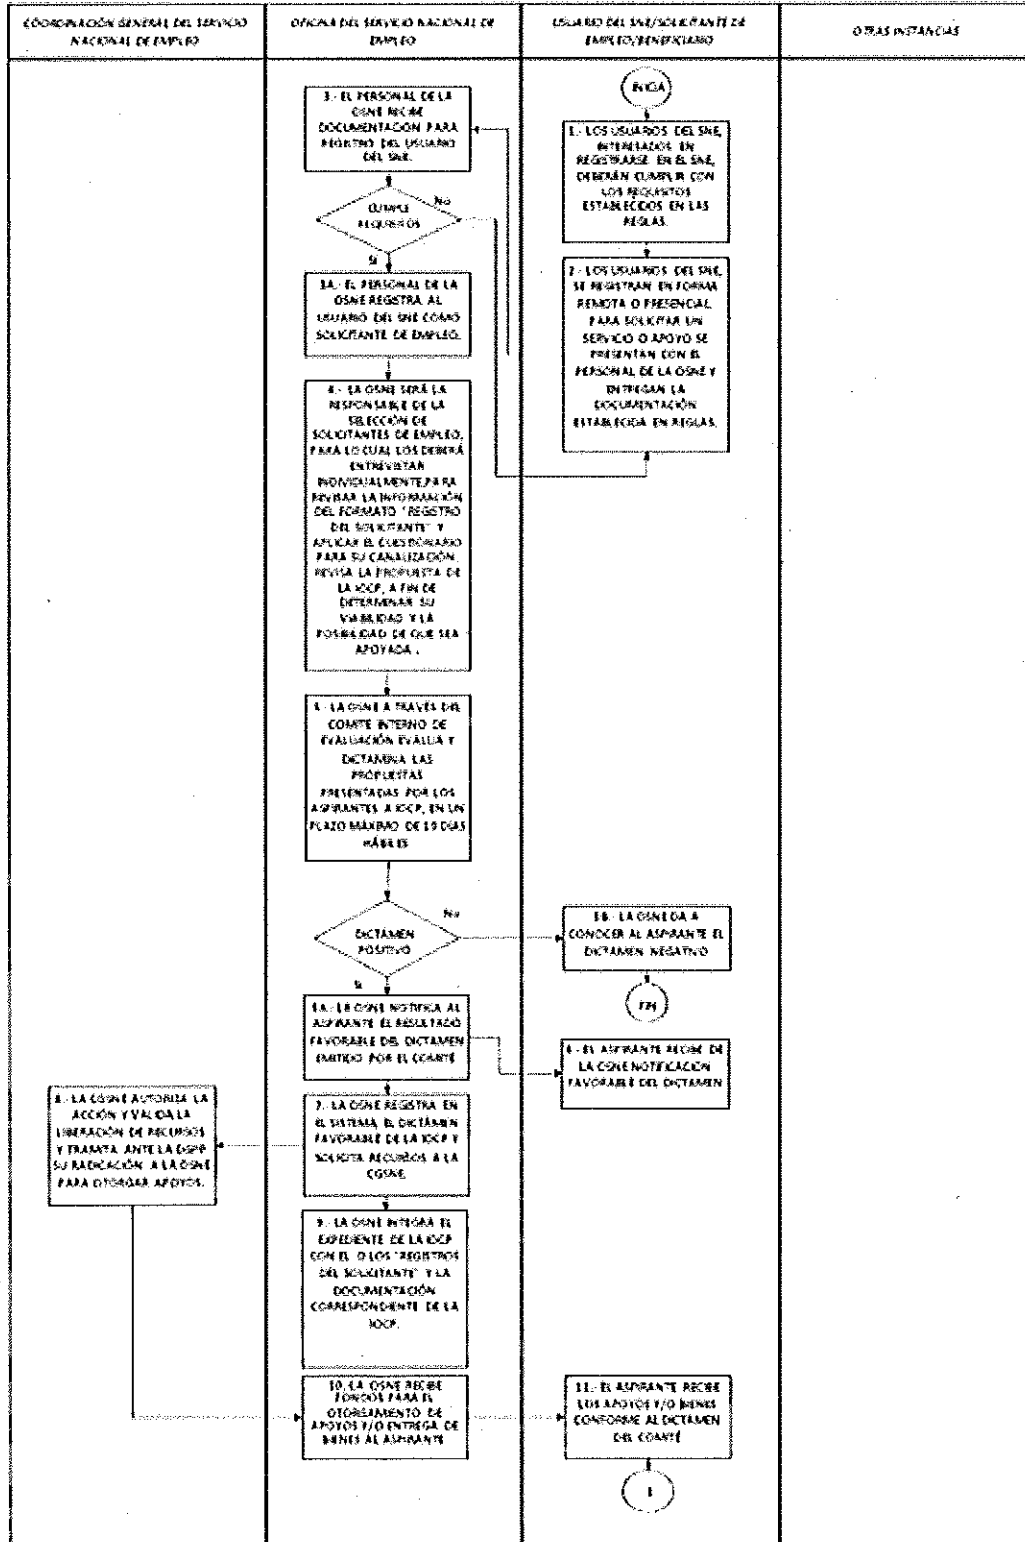 COORDINACIÓN GENERAL DEL SERVICIO
NACIONAL DE EMPLEO
OFICINA DEL SERVICIO NACIONAL DE
EMPLEO
USUARIO DEL SNE/SOLICITANTE DE
EMPLEO/BENEFICIARIO
OTRAS INSTANCIAS
INICIA
1.- LOS USUARIOS DEL SNE,
INTERESADOS EN
REGISTRARSE EN EL SNE,
DEBERÁN CUMPLIR CON
LOS REQUISITOS
ESTABLECIDOS EN LAS
REGLAS.
2.- LOS USUARIOS DEL SNE,
SE REGISTRAN EN FORMA
REMOTA O PRESENCIAL.
PARA SOLICITAR UN
SERVICIO O APOYO SE
PRESENTAN CON EL
PERSONAL DE LA OSNE Y
ENTREGAN LA
DOCUMENTACIÓN
ESTABLECIDA EN REGLAS.
3.- EL PERSONAL DE LA
OSNE RECIBE
DOCUMENTACIÓN PARA
REGISTRO DEL USUARIO
DEL SNE.
CUMPLE
REQUISITOS
No
Si
3A.- EL PERSONAL DE LA
OSNE REGISTRA AL
USUARIO DEL SNE COMO
SOLICITANTE DE EMPLEO.
4.- LA OSNE SERÁ LA
RESPONSABLE DE LA
SELECCIÓN DE
SOLICITANTES DE EMPLEO,
PARA LO CUAL LOS DEBERÁ
ENTREVISTAR
INDIVIDUALMENTE, PARA
REVISAR LA INFORMACIÓN
DEL FORMATO "REGISTRO
DEL SOLICITANTE" Y
APLICAR EL CUESTIONARIO
PARA SU CANALIZACIÓN.
REVISA LA PROPUESTA DE
LA IOCP, A FIN DE
DETERMINAR SU
VIABILIDAD Y LA
POSIBILIDAD DE QUE SEA
APOYADA .
5.- LA OSNE A TRAVÉS DEL
COMITÉ INTERNO DE
EVALUACIÓN EVALUA Y
DICTAMINA LAS
PROPUESTAS
PRESENTADAS POR LOS
ASPIRANTES A IOCP, EN UN
PLAZO MÁXIMO DE 19 DÍAS
HÁBILES
DICTÁMEN
POSITIVO
No
Si
LA OSNE DA A
CONOCER AL ASPIRANTE EL
DICTAMEN NEGATIVO
FIN
LA OSNE NOTIFICA AL
ASPIRANTE EL RESULTADO
FAVORABLE DEL DICTAMEN
EMITIDO POR EL COMITÉ
6.- EL ASPIRANTE RECIBE DE
LA OSNE NOTIFICACIÓN
FAVORABLE DEL DICTAMEN
7.- LA OSNE REGISTRA EN
EL SISTEMA EL DICTÁMEN
FAVORABLE DE LA IOCP Y
SOLICITA RECURSOS A LA
CGSNE.
8.- LA CGSNE AUTORIZA LA
ACCIÓN Y VALIDA LA
LIBERACIÓN DE RECURSOS
Y TRAMITA ANTE LA DGPP
SU RADICACIÓN A LA OSNE
PARA OTORGAR APOYOS.
9.- LA OSNE INTEGRA EL
EXPEDIENTE DE LA IOCP
CON EL O LOS "REGISTROS
DEL SOLICITANTE" Y LA
DOCUMENTACIÓN
CORRESPONDIENTE DE LA
IOCP.
10. LA OSNE RECIBE
FONDOS PARA EL
OTORGAMIENTO DE
APOYOS Y/O ENTREGA DE
BIENES AL ASPIRANTE
11.- EL ASPIRANTE RECIBE
LOS APOYOS Y/O BIENES
CONFORME AL DICTAMEN
DEL COMITÉ